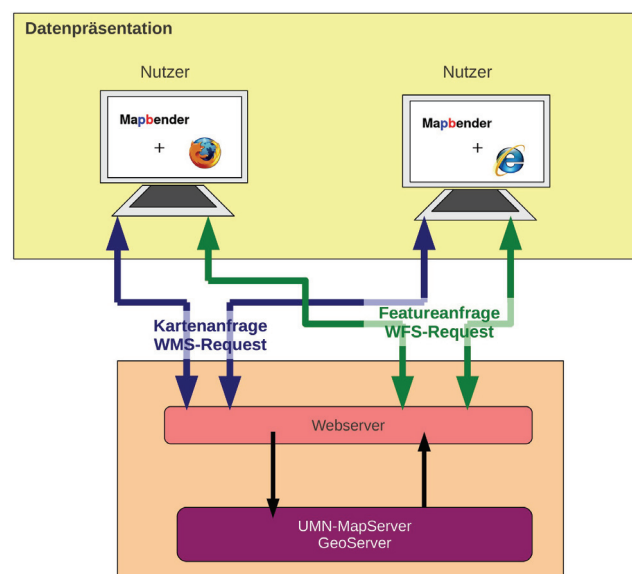 Datenpräsentation
Nutzer
Nutzer
Mapbender
+
Mapbender
+
Kartenanfrage
WMS-Request
Featureanfrage
WFS-Request
Webserver
UMN-MapServer
GeoServer